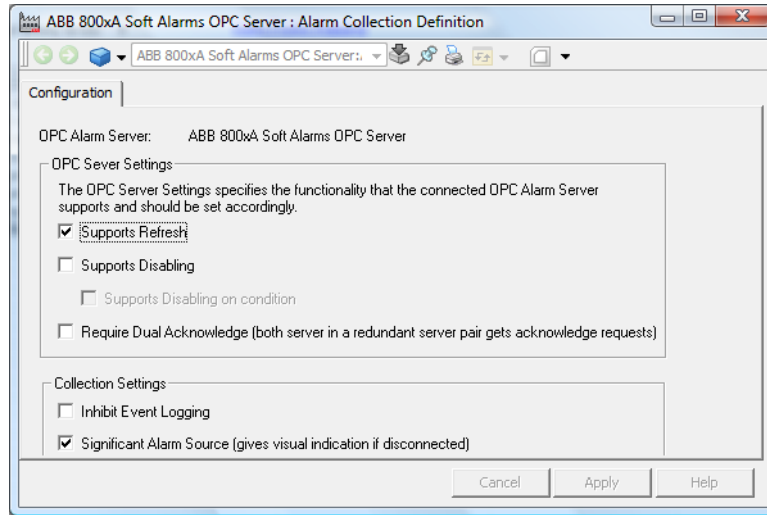 ABB 800xA Soft Alarms OPC Server : Alarm Collection Definition
ABB 800xA Soft Alarms OPC Server:.
Configuration
OPC Alarm Server: ABB 800xA Soft Alarms OPC Server
OPC Sever Settings
The OPC Server Settings specifies the functionality that the connected OPC Alarm Server
supports and should be set accordingly.
Supports Refresh
Supports Disabling
Supports Disabling on condition
Require Dual Acknowledge (both server in a redundant server pair gets acknowledge requests)
Collection Settings
Inhibit Event Logging
Significant Alarm Source (gives visual indication if disconnected)
Cancel Apply Help